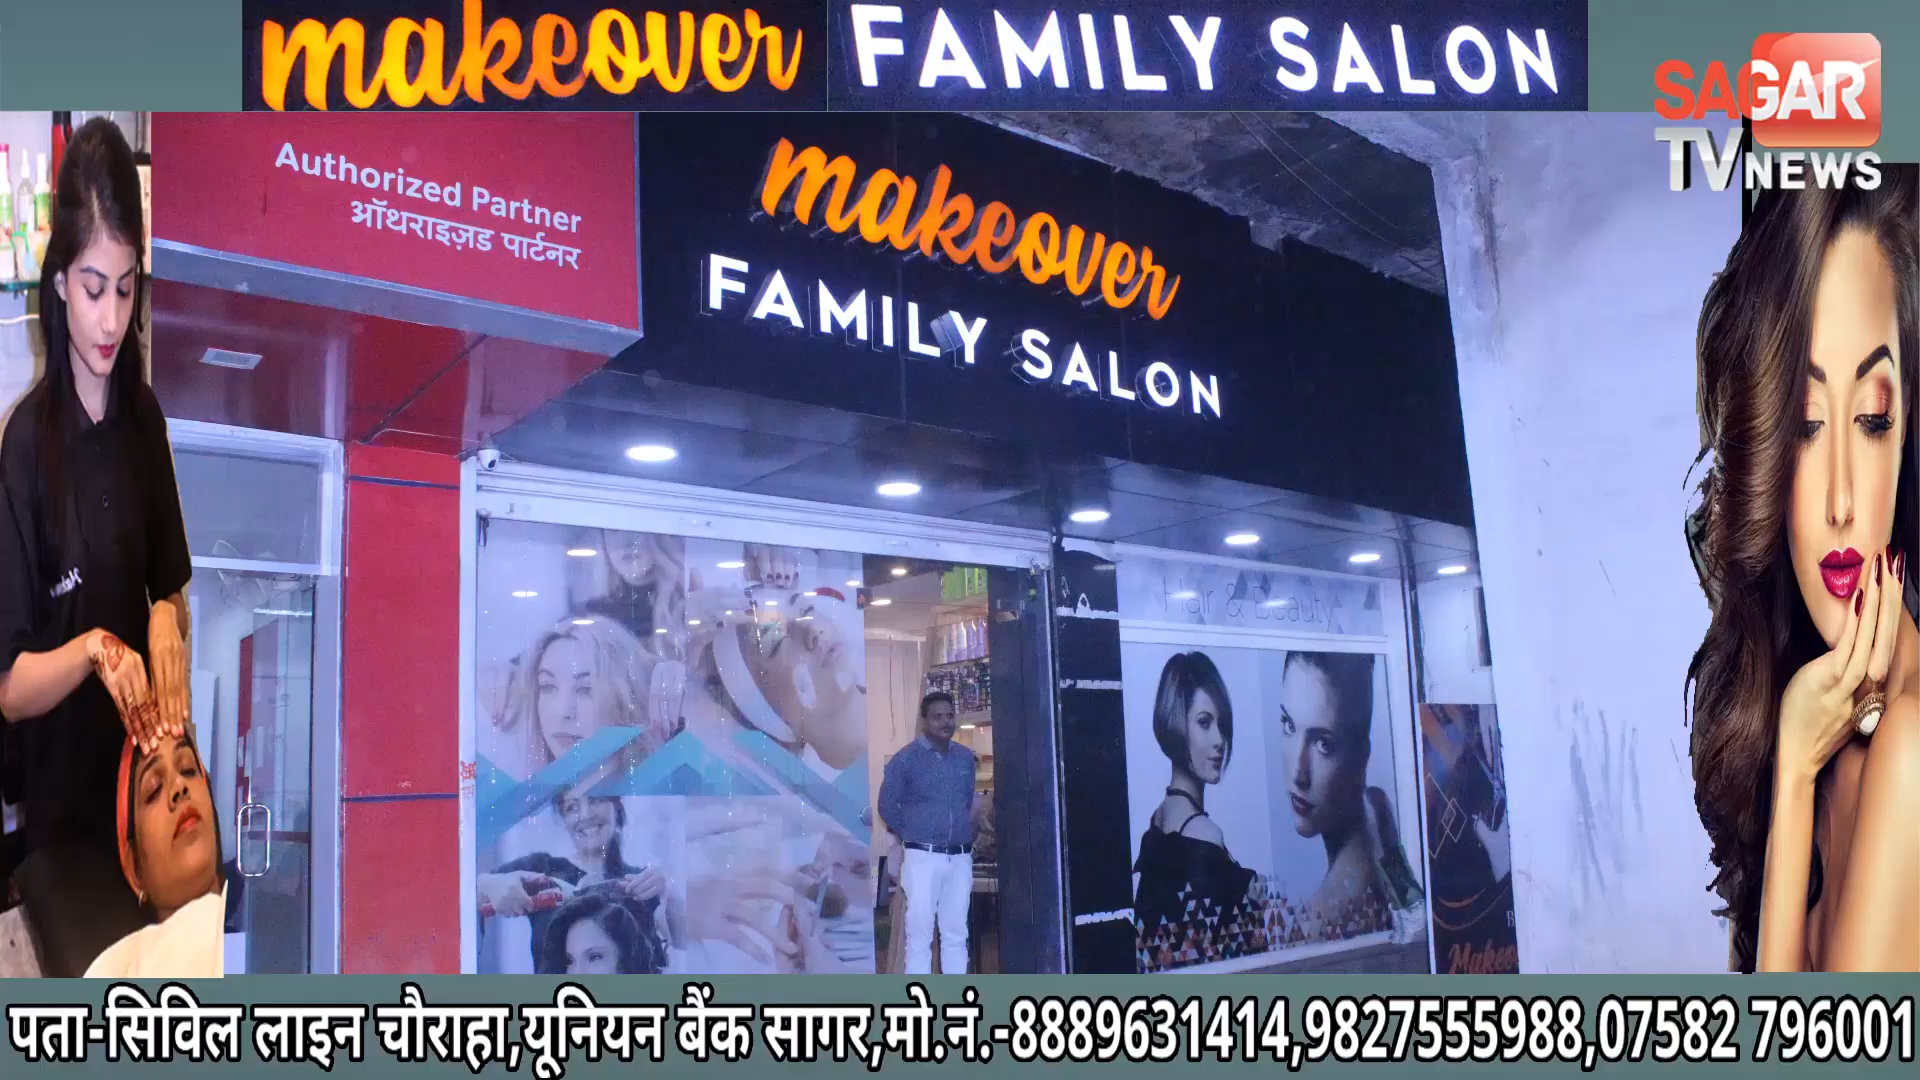 makeover FAMILY SALON
SAGAR
TV NEWS
Authorized Partner
ऑथराइज़्ड पार्टनर
makeover
FAMILY SALON
Hair & Beauty
पता-सिविल लाइन चौराहा,यूनियन बैंक सागर,मो.नं.-8889631414,9827555988,07582 796001